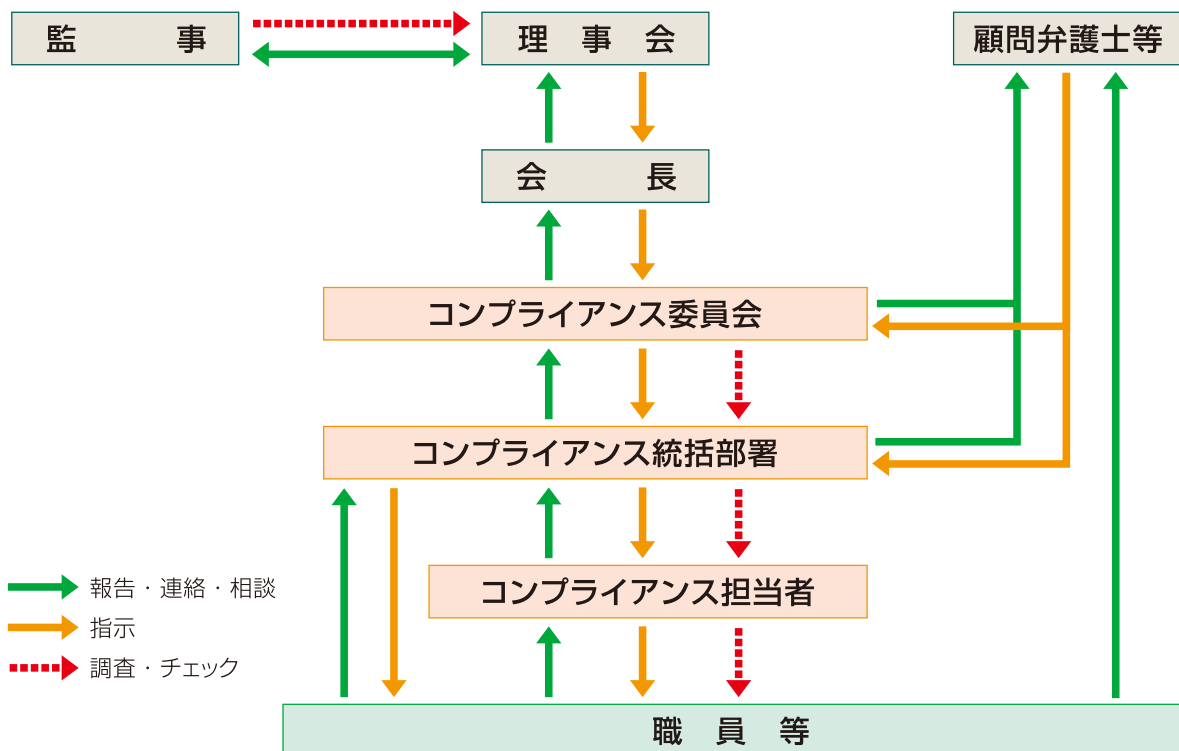 監　事
理　事　会
顧問弁護士等
会　長
コンプライアンス委員会
コンプライアンス統括部署
コンプライアンス担当者
報告・連絡・相談
指示
調査・チェック
職　員　等